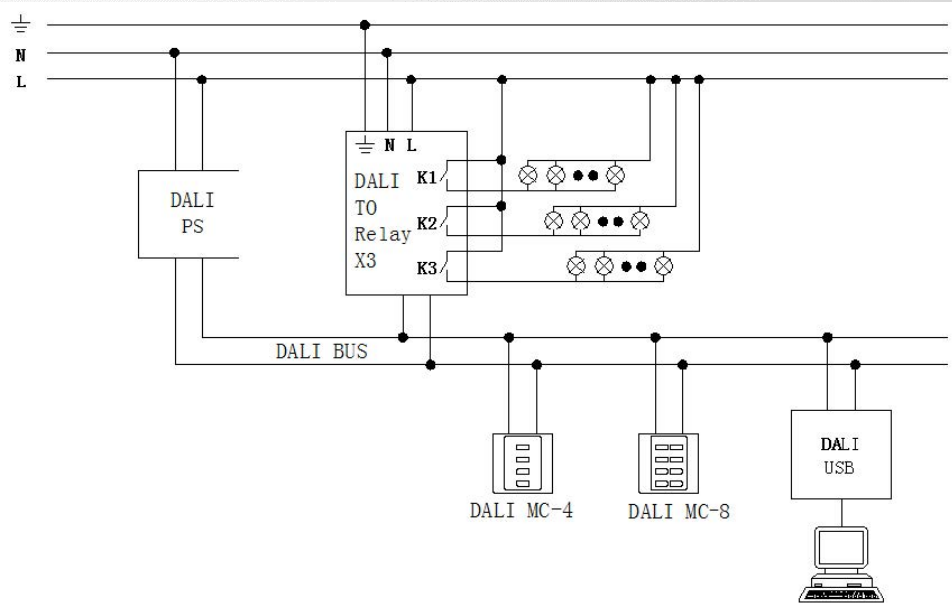 N
L
N L
DALI
TO
Relay
X3
K1
K2
K3
DALI
PS
DALI BUS
DALI MC-4
DALI MC-8
DALI
USB